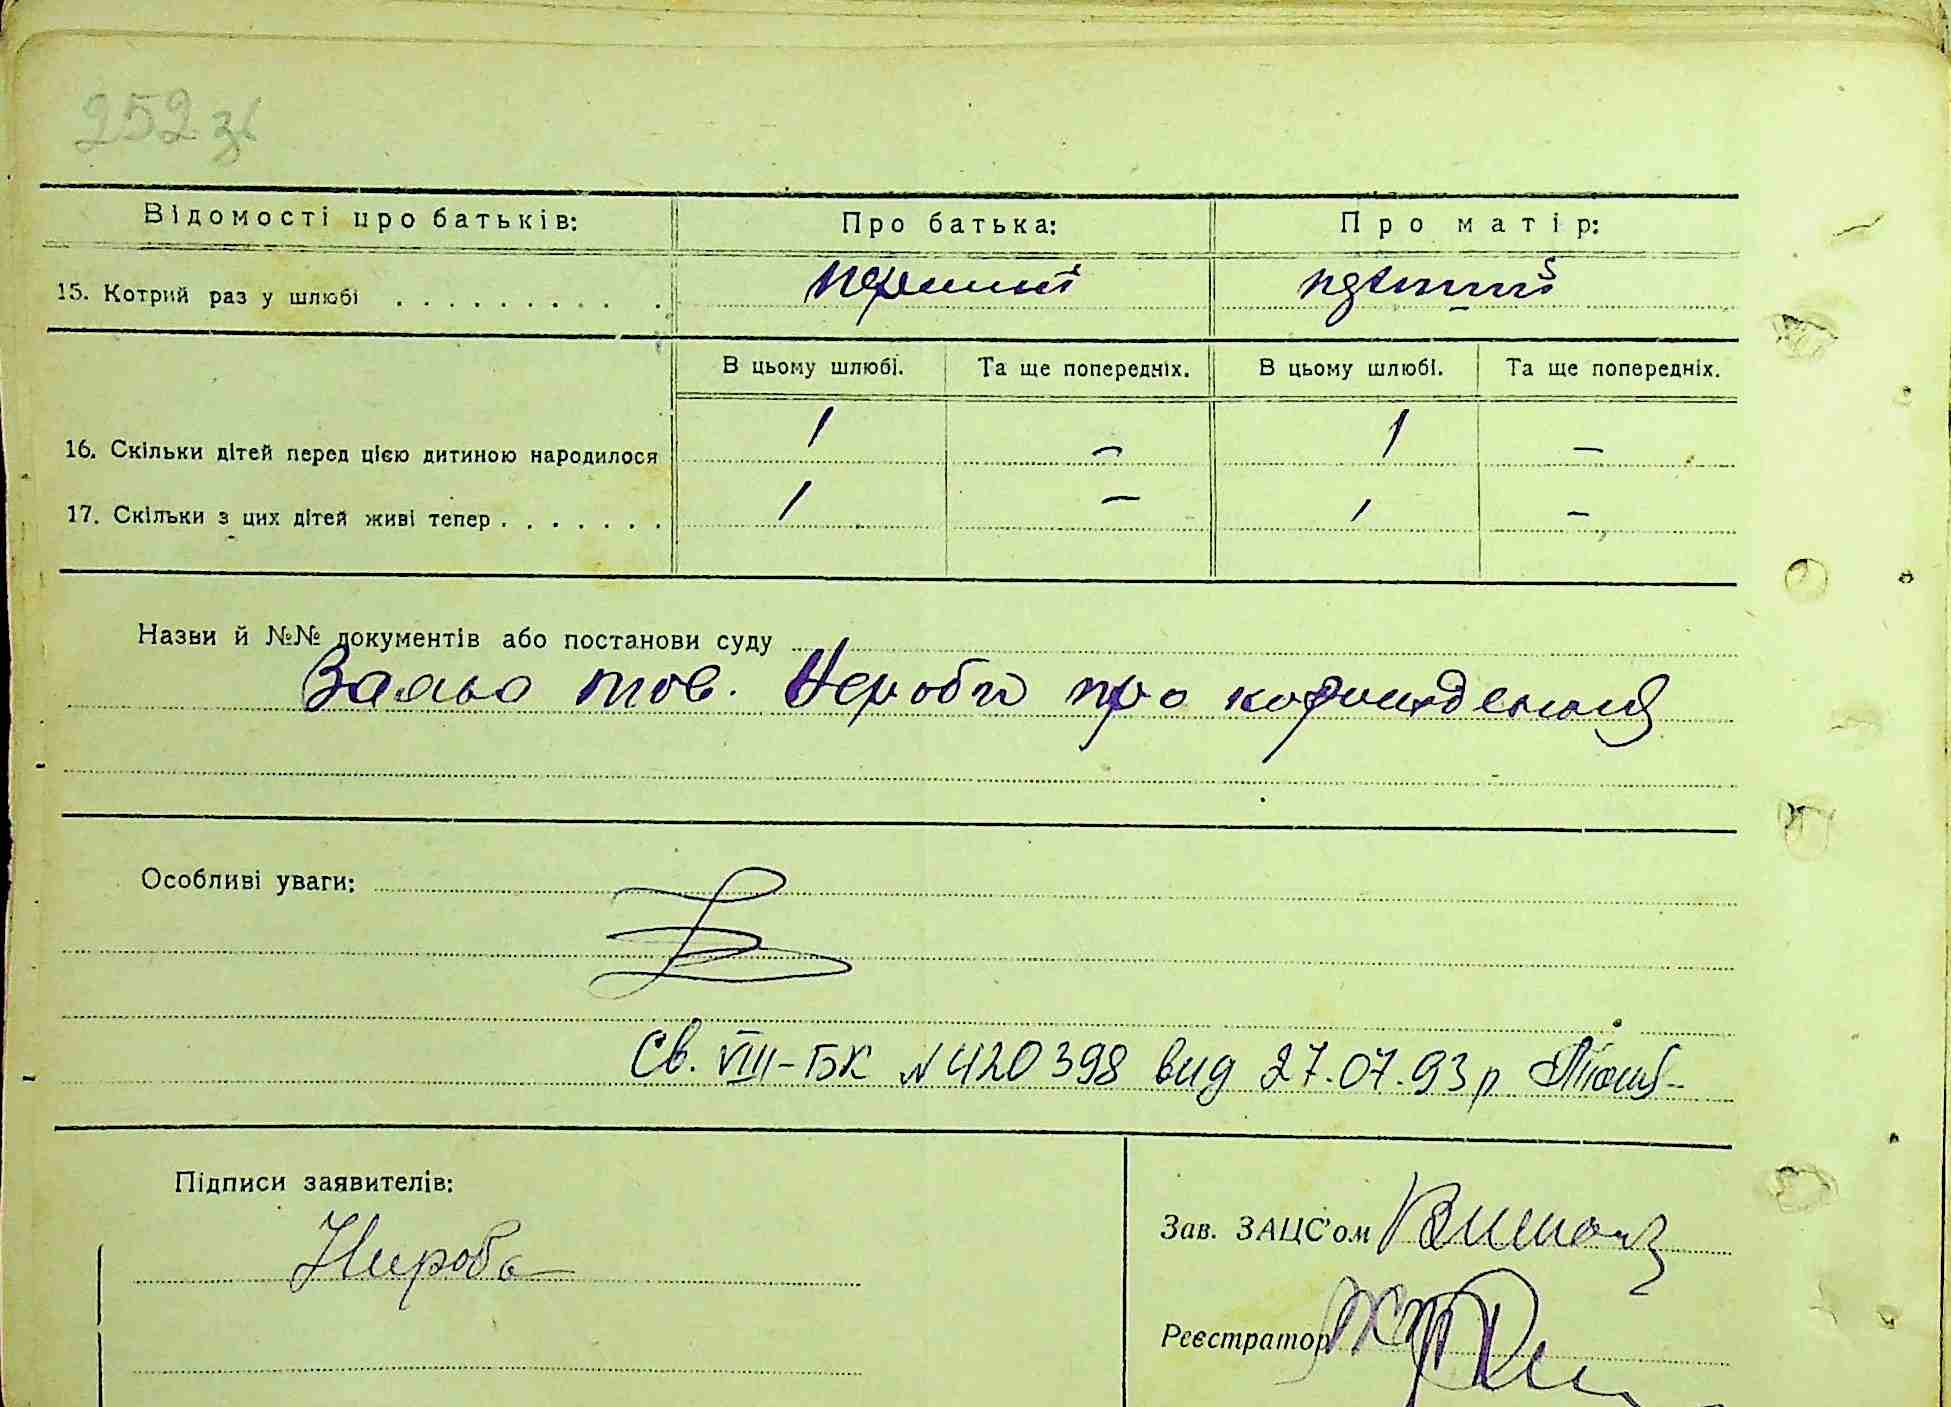 252 зв
Відомості про батьків: Про батька: Про матір:
15. Котрий раз у шлюбі . . . . . . . . . . перший перший
В цьому шлюбі. Та ще попередніх. В цьому шлюбі. Та ще попередніх.
16. Скільки дітей перед цією дитиною народилося 1 – 1 –
17. Скільки з цих дітей живі тепер . . . . . . . 1 – 1 –
Назви й №№ документів або постанови суду
Заява тов. Нероби про народження
Особливі уваги:
Св. VIII-БК №420398 вид 27.07.93 р
Підписи заявителів:
Нироба
Зав. ЗАЦС'ом
Реєстратор